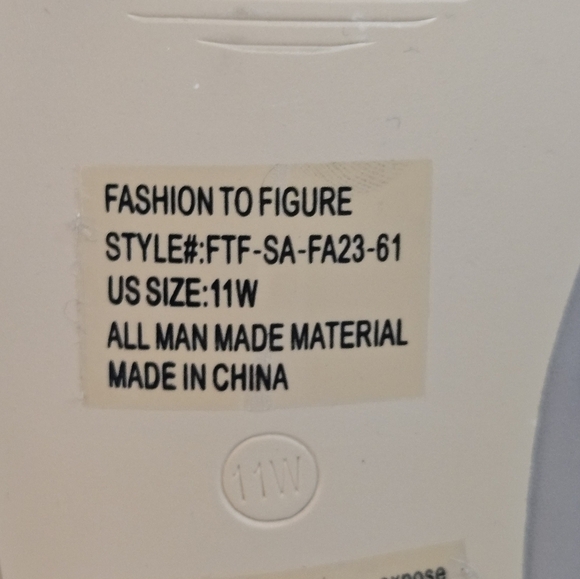 FASHION TO FIGURE
STYLE#:FTF-SA-FA23-61
US SIZE:11W
ALL MAN MADE MATERIAL
MADE IN CHINA
11W